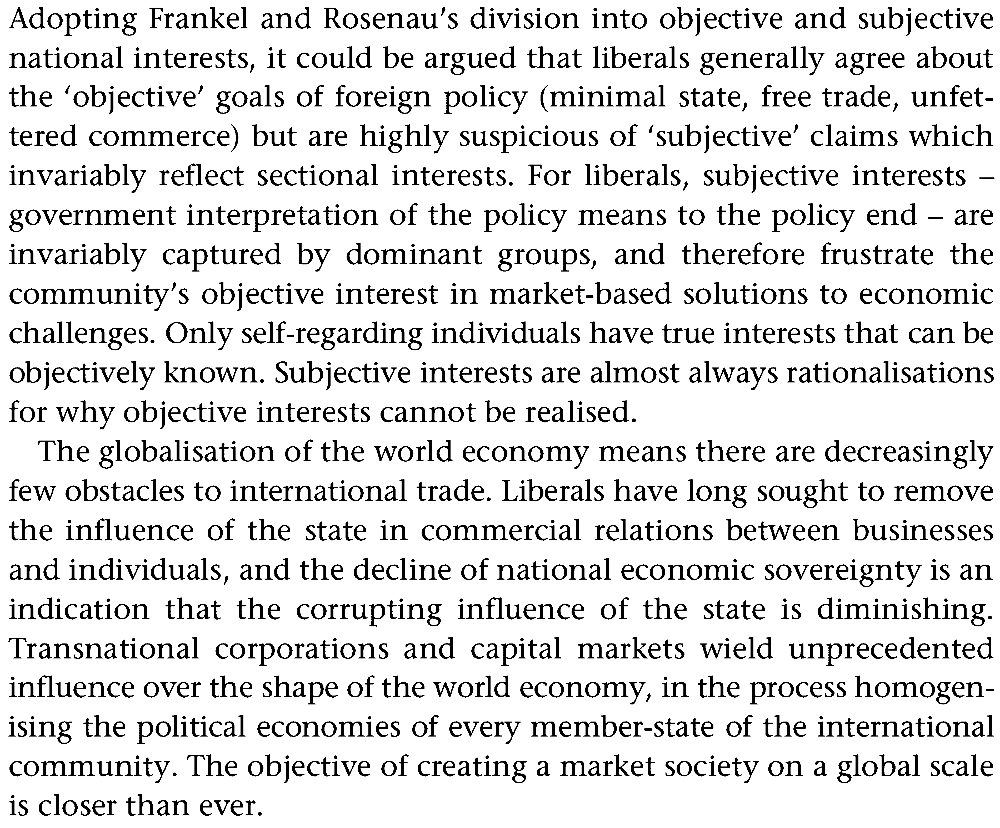 Adopting Frankel and Rosenau's division into objective and subjective
national interests, it could be argued that liberals generally agree about
the ‘objective’ goals of foreign policy (minimal state, free trade, unfet-
tered commerce) but are highly suspicious of ‘subjective’ claims which
invariably reflect sectional interests. For liberals, subjective interests –
government interpretation of the policy means to the policy end – are
invariably captured by dominant groups, and therefore frustrate the
community's objective interest in market-based solutions to economic
challenges. Only self-regarding individuals have true interests that can be
objectively known. Subjective interests are almost always rationalisations
for why objective interests cannot be realised.
The globalisation of the world economy means there are decreasingly
few obstacles to international trade. Liberals have long sought to remove
the influence of the state in commercial relations between businesses
and individuals, and the decline of national economic sovereignty is an
indication that the corrupting influence of the state is diminishing.
Transnational corporations and capital markets wield unprecedented
influence over the shape of the world economy, in the process homogen-
ising the political economies of every member-state of the international
community. The objective of creating a market society on a global scale
is closer than ever.